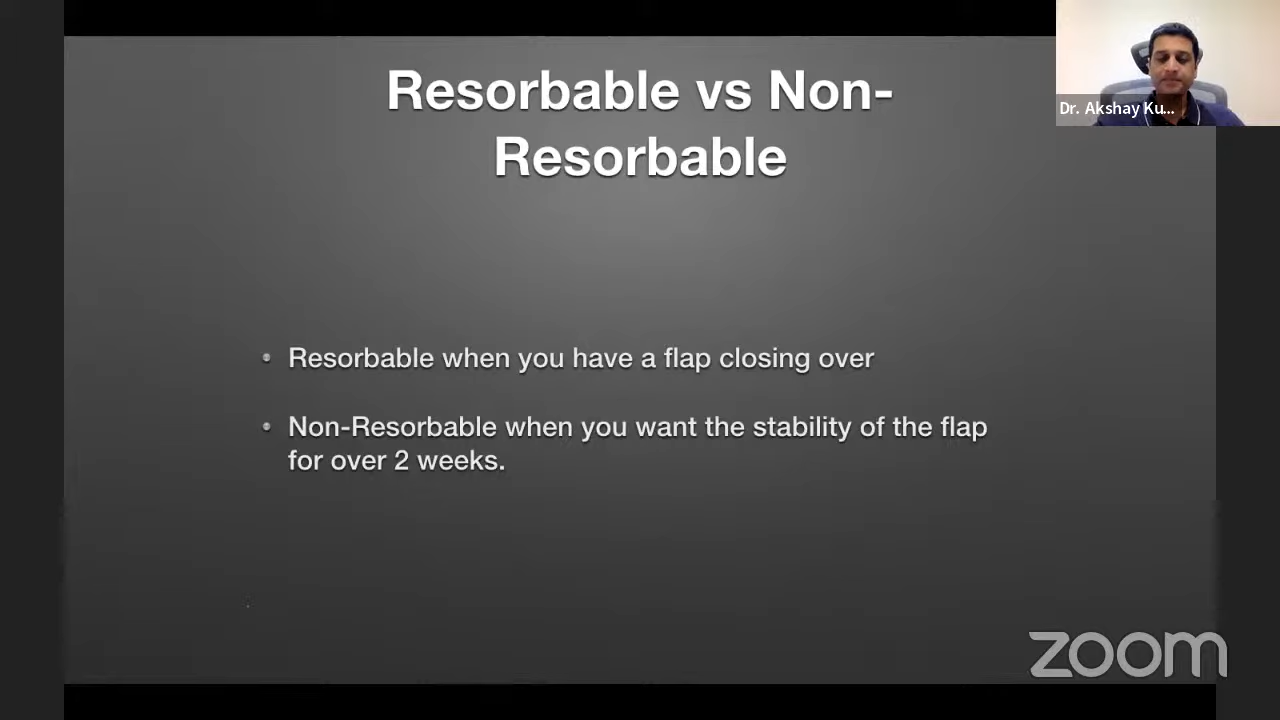 Resorbable vs Non-
Resorbable
Dr. Akshay Ku...
• Resorbable when you have a flap closing over
• Non-Resorbable when you want the stability of the flap
for over 2 weeks.
zoom